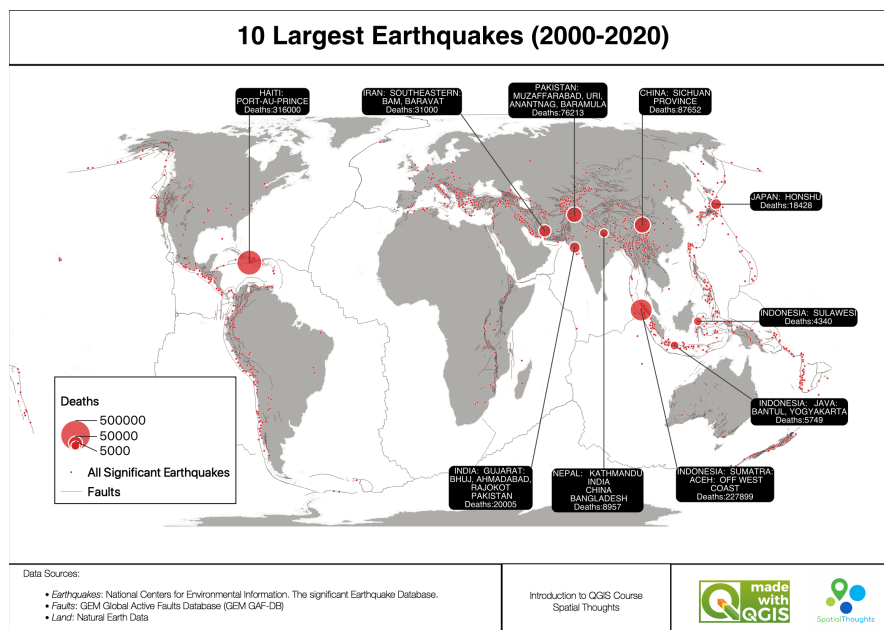 10 Largest Earthquakes (2000-2020)
HAITI:
PORT-AU-PRINCE
Deaths:316000
IRAN: SOUTHEASTERN:
BAM, BARAVAT
Deaths:31000
PAKISTAN:
MUZAFFARABAD, URI,
ANANTNAG, BARAMULA
Deaths:76213
CHINA: SICHUAN
PROVINCE
Deaths:87652
JAPAN: HONSHU
Deaths:18428
INDONESIA: SULAWESI
Deaths:4340
INDONESIA: JAVA:
BANTUL, YOGYAKARTA
Deaths:5749
INDIA: GUJARAT:
BHUJ, AHMADABAD,
RAJOKOT
PAKISTAN
Deaths:20005
NEPAL: KATHMANDU
INDIA
CHINA
BANGLADESH
Deaths:8957
INDONESIA: SUMATRA:
ACEH: OFF WEST
COAST
Deaths:227899
Deaths
500000
50000
5000
All Significant Earthquakes
Faults
Data Sources:
• Earthquakes: National Centers for Environmental Information. The significant Earthquake Database.
• Faults: GEM Global Active Faults Database (GEM GAF-DB)
• Land: Natural Earth Data
Introduction to QGIS Course
Spatial Thoughts
made
with
QGIS
SpatialThoughts